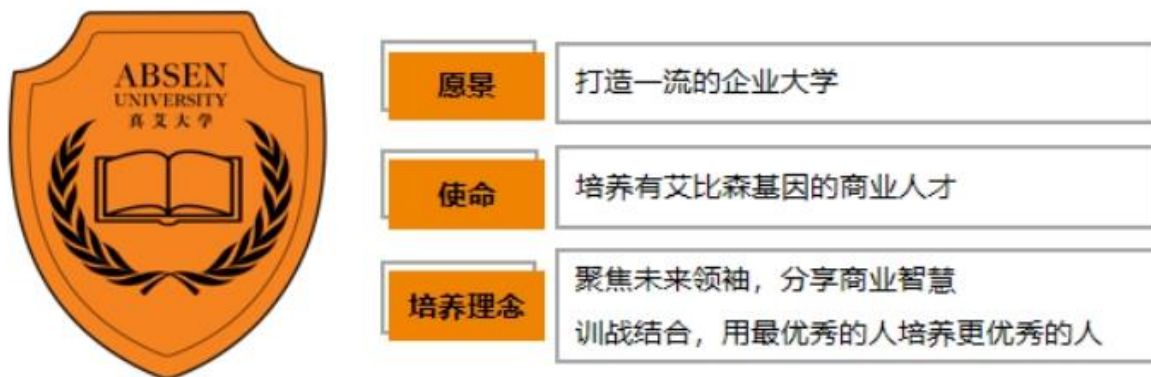 ABSEN
UNIVERSITY
真艾大学
愿景
打造一流的企业大学
使命
培养有艾比森基因的商业人才
培养理念
聚焦未来领袖，分享商业智慧
训战结合，用最优秀的人培养更优秀的人